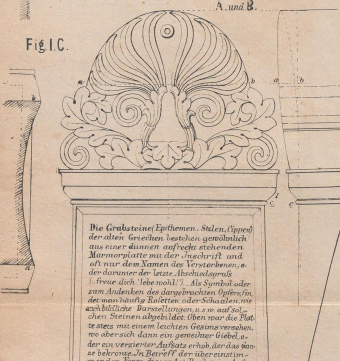 A. und B.
Fig I.C.
a
b
a
b
Die Grabsteine (Epithemen, Stelen, Cippen)
der alten Griechen bestehen gewöhnlich
aus einer dünnen aufrecht stehenden
Marmorplatte mit der Inschrift und
oft nur dem Namen des Verstorbenen, o-
der darunter der letzte Abschiedsgruß
(„freue dich!, lebe wohl!"). Als Symbol oder
zum Andenken des dargebrachten Opfers, fin-
det man häufig Rosetten oder Schaalen, wie
auch bildliche Darstellungen, u.s.w. auf sol-
chen Steinen abgebildet. Oben war die Plat-
te stets mit einem leichten Gesims versehen,
wo über sich dann ein gewohnter Giebel, o-
der ein verzierter Aufsatz erhob, der das Gan-
ze bekrönte. In Betreff der übereinstim-
c
c
d
d